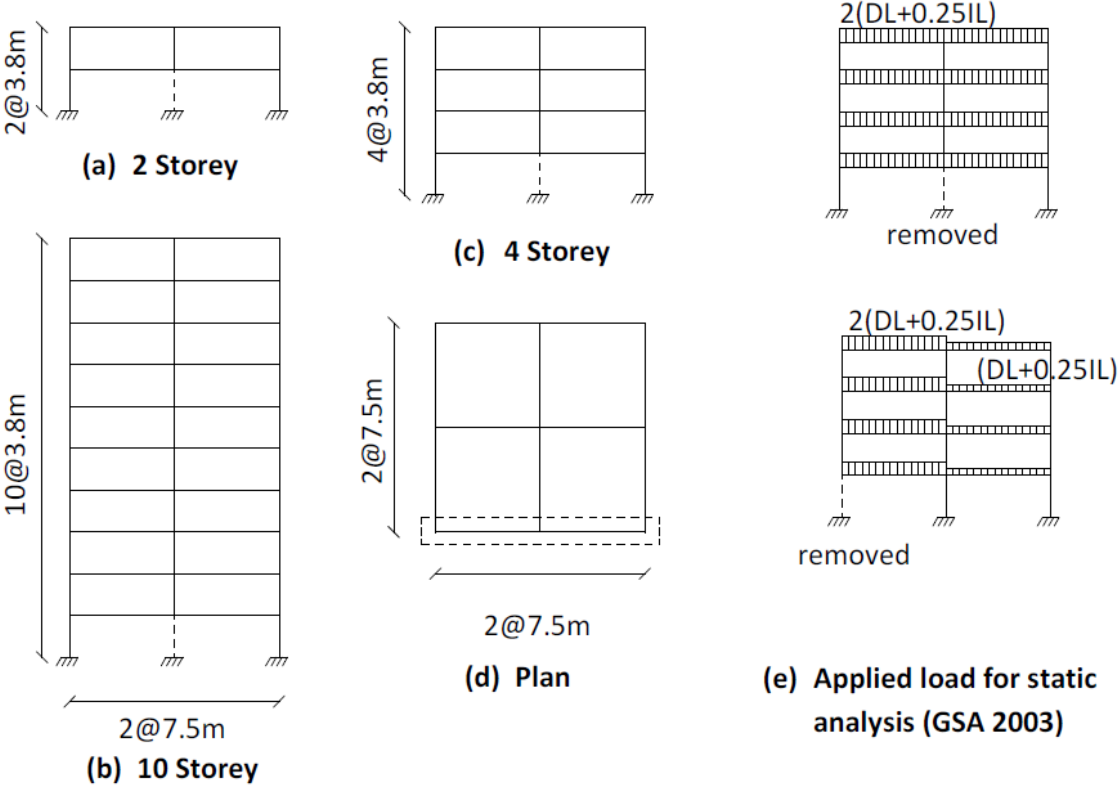 2@3.8m
(a) 2 Storey
10@3.8m
2@7.5m
(b) 10 Storey
4@3.8m
(c) 4 Storey
2@7.5m
2@7.5m
(d) Plan
2(DL+0.25IL)
removed
2(DL+0.25IL)
(DL+0.25IL)
removed
(e) Applied load for static
analysis (GSA 2003)